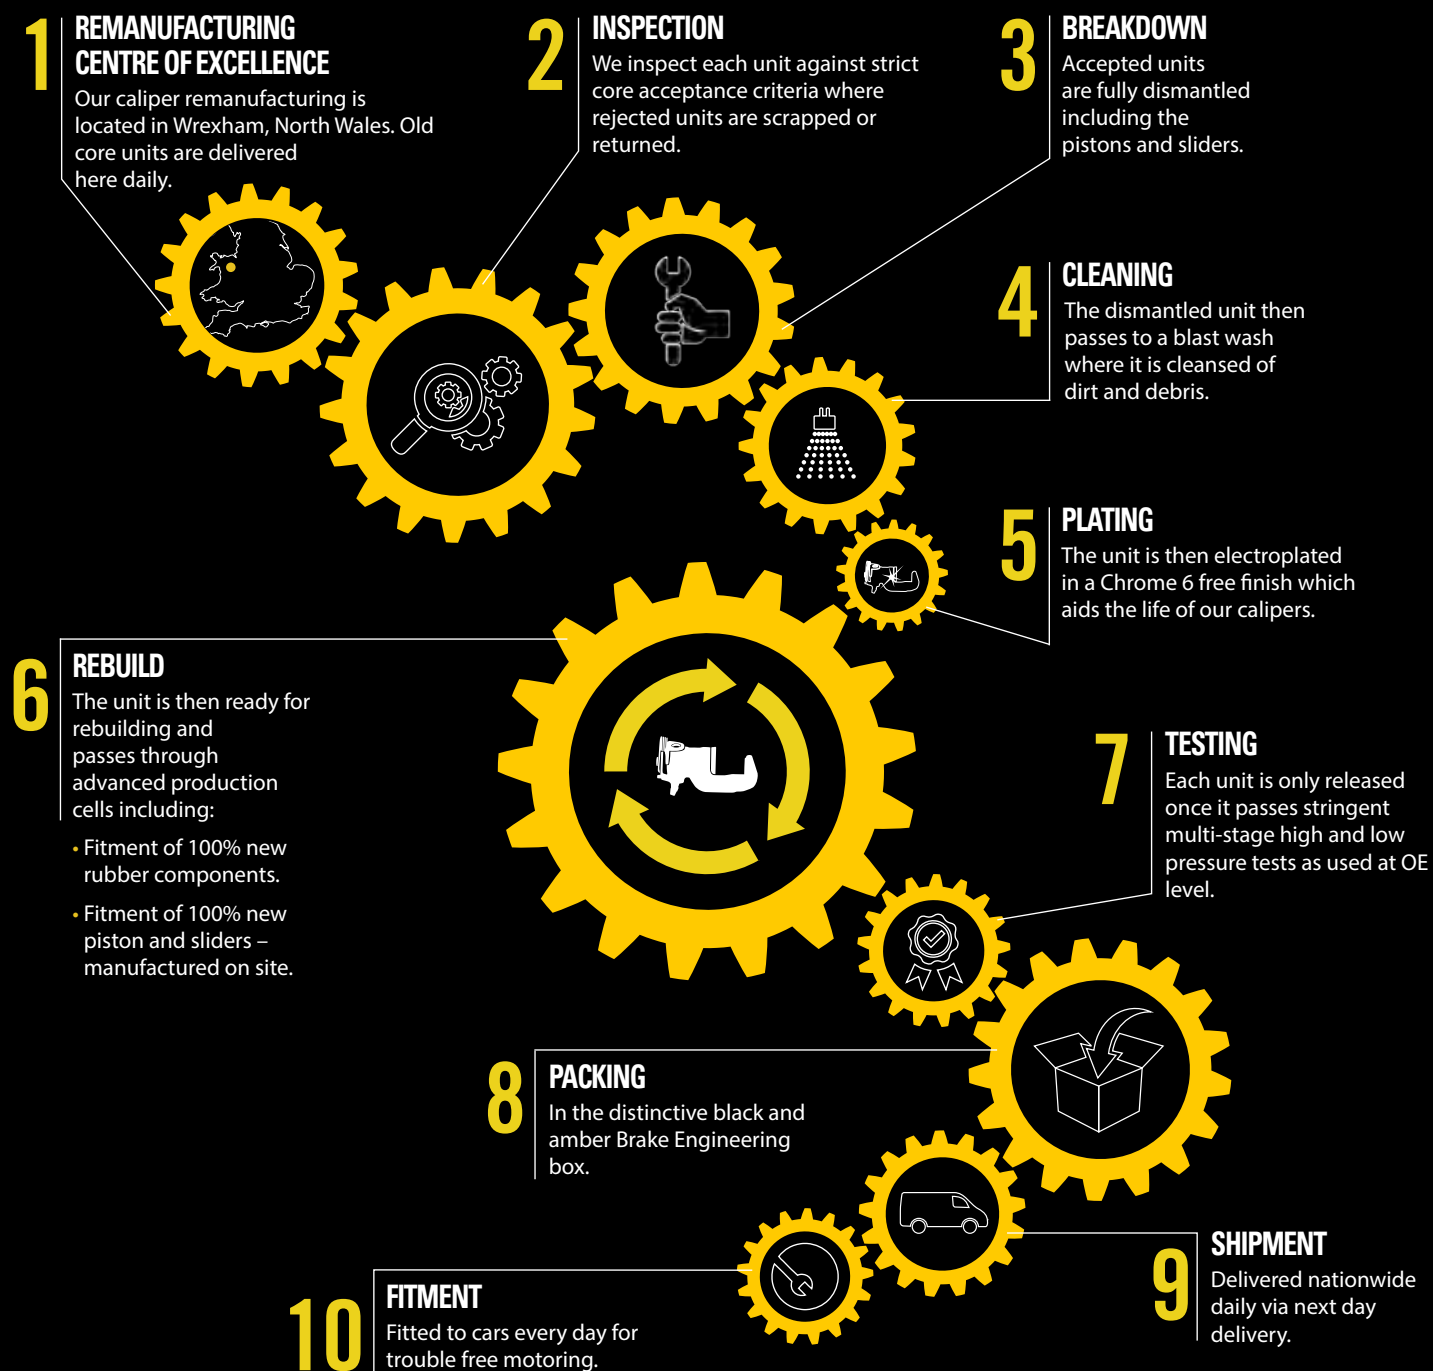 1
REMANUFACTURING
CENTRE OF EXCELLENCE
Our caliper remanufacturing is
located in Wrexham, North Wales. Old
core units are delivered
here daily.
2
INSPECTION
We inspect each unit against strict
core acceptance criteria where
rejected units are scrapped or
returned.
3
BREAKDOWN
Accepted units
are fully dismantled
including the
pistons and sliders.
4
CLEANING
The dismantled unit then
passes to a blast wash
where it is cleansed of
dirt and debris.
5
PLATING
The unit is then electroplated
in a Chrome 6 free finish which
aids the life of our calipers.
6
REBUILD
The unit is then ready for
rebuilding and
passes through
advanced production
cells including:
• Fitment of 100% new
rubber components.
• Fitment of 100% new
piston and sliders –
manufactured on site.
7
TESTING
Each unit is only released
once it passes stringent
multi-stage high and low
pressure tests as used at OE
level.
8
PACKING
In the distinctive black and
amber Brake Engineering
box.
9
SHIPMENT
Delivered nationwide
daily via next day
delivery.
10
FITMENT
Fitted to cars every day for
trouble free motoring.